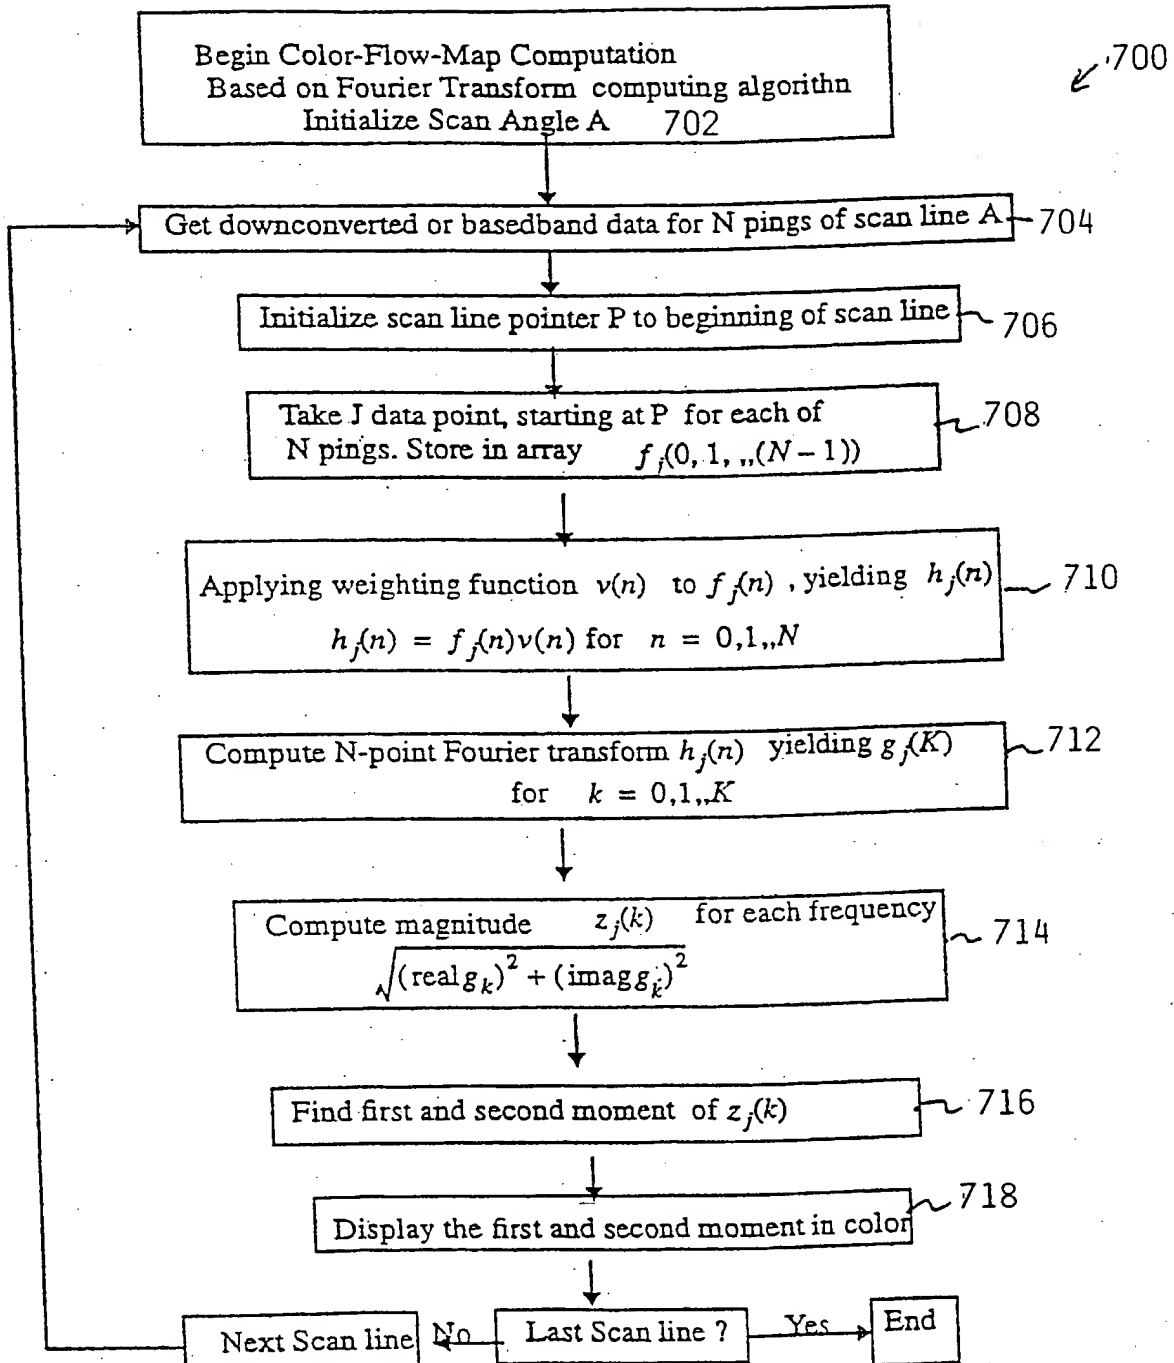 Begin Color-Flow-Map Computation
Based on Fourier Transform computing algorithn
Initialize Scan Angle A 702
700
Get downconverted or basedband data for N pings of scan line A
704
Initialize scan line pointer P to beginning of scan line
706
Take J data point, starting at P for each of
N pings. Store in array f_j(0, 1, ,,(N − 1))
708
Applying weighting function v(n) to f_j(n) , yielding h_j(n)
h_j(n) = f_j(n)v(n) for n = 0,1,,N
710
Compute N-point Fourier transform h_j(n) yielding g_j(K)
for k = 0,1,,K
712
Compute magnitude z_j(k) for each frequency
√((real g_k)² + (imag g_k)²)
714
Find first and second moment of z_j(k)
716
Display the first and second moment in color
718
Next Scan line
No
Last Scan line ?
Yes
End